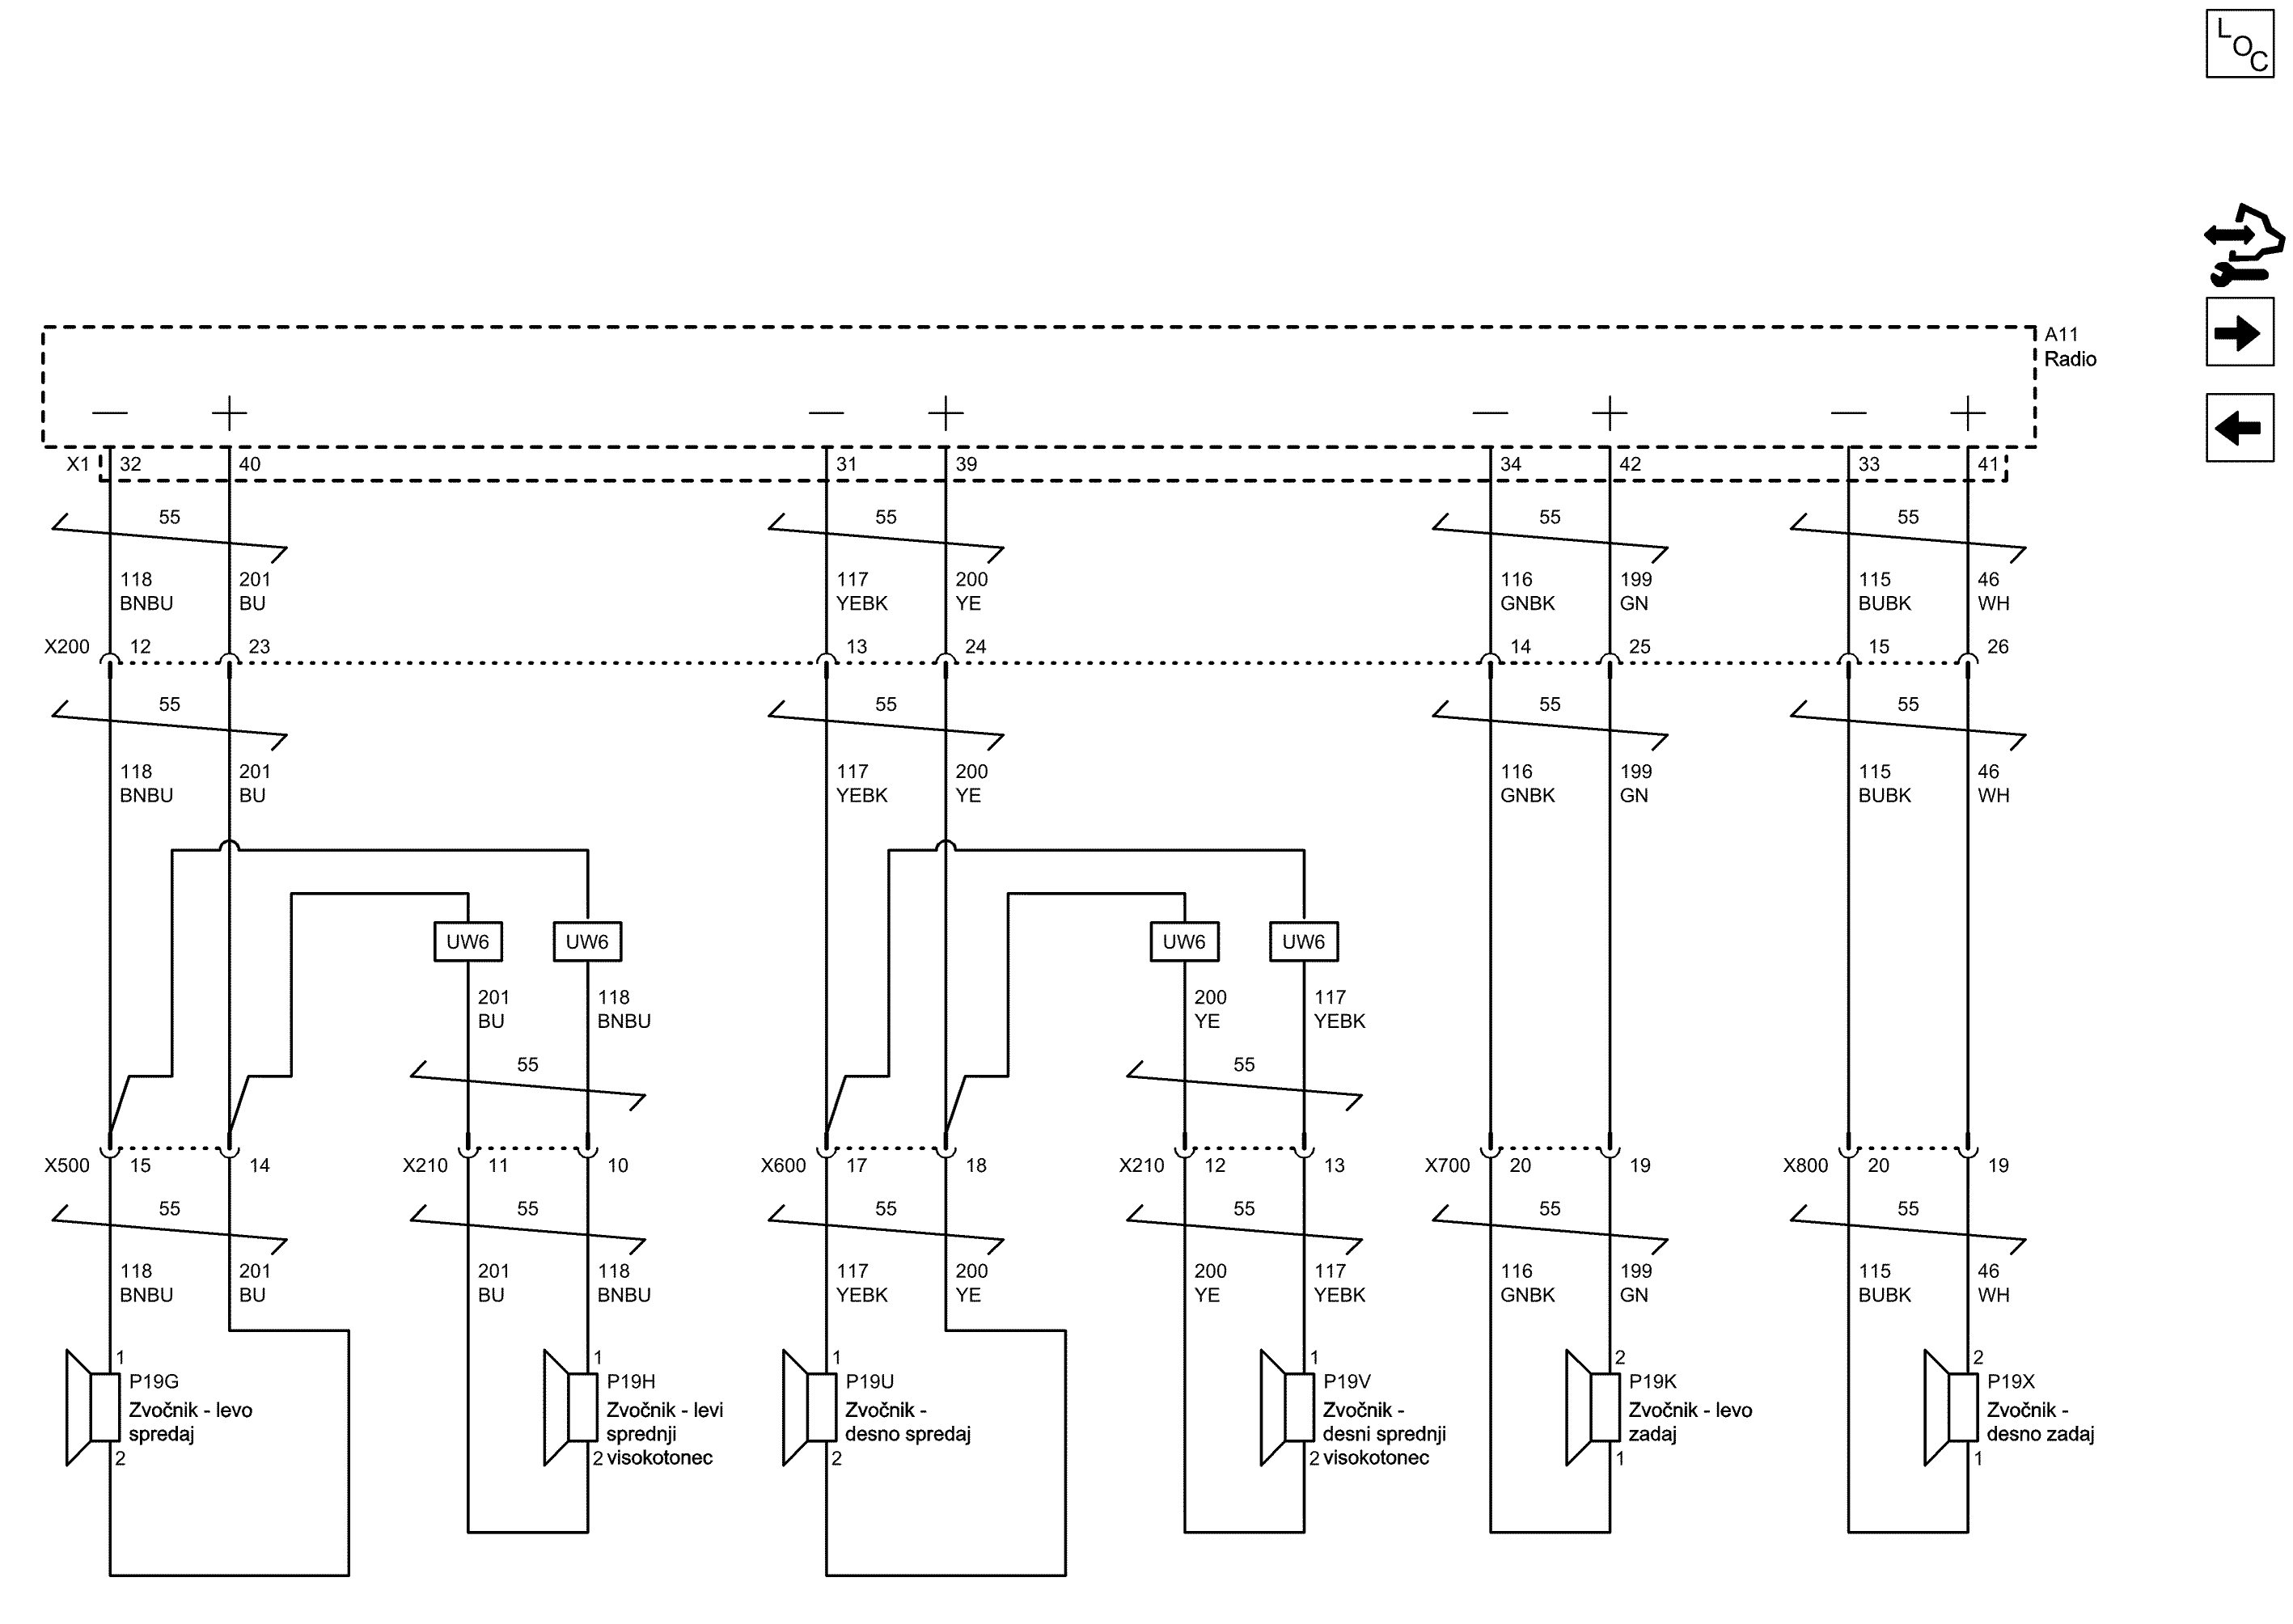 LOC
A11
Radio
X1 32 40 31 39 34 42 33 41
55 55 55 55
118 201 117 200 116 199 115 46
BNBU BU YEBK YE GNBK GN BUBK WH
X200 12 23 13 24 14 25 15 26
55 55 55 55
118 201 117 200 116 199 115 46
BNBU BU YEBK YE GNBK GN BUBK WH
UW6 UW6 UW6 UW6
201 118 200 117
BU BNBU YE YEBK
55 55
X500 15 14 X210 11 10 X600 17 18 X210 12 13 X700 20 19 X800 20 19
55 55 55 55 55 55
118 201 201 118 117 200 200 117 116 199 115 46
BNBU BU BU BNBU YEBK YE YE YEBK GNBK GN BUBK WH
1
P19G
Zvočnik - levo
spredaj
2
1
P19H
Zvočnik - levi
sprednji
2 visokotonec
1
P19U
Zvočnik -
desno spredaj
2
1
P19V
Zvočnik -
desni sprednji
2 visokotonec
2
P19K
Zvočnik - levo
zadaj
1
2
P19X
Zvočnik -
desno zadaj
1